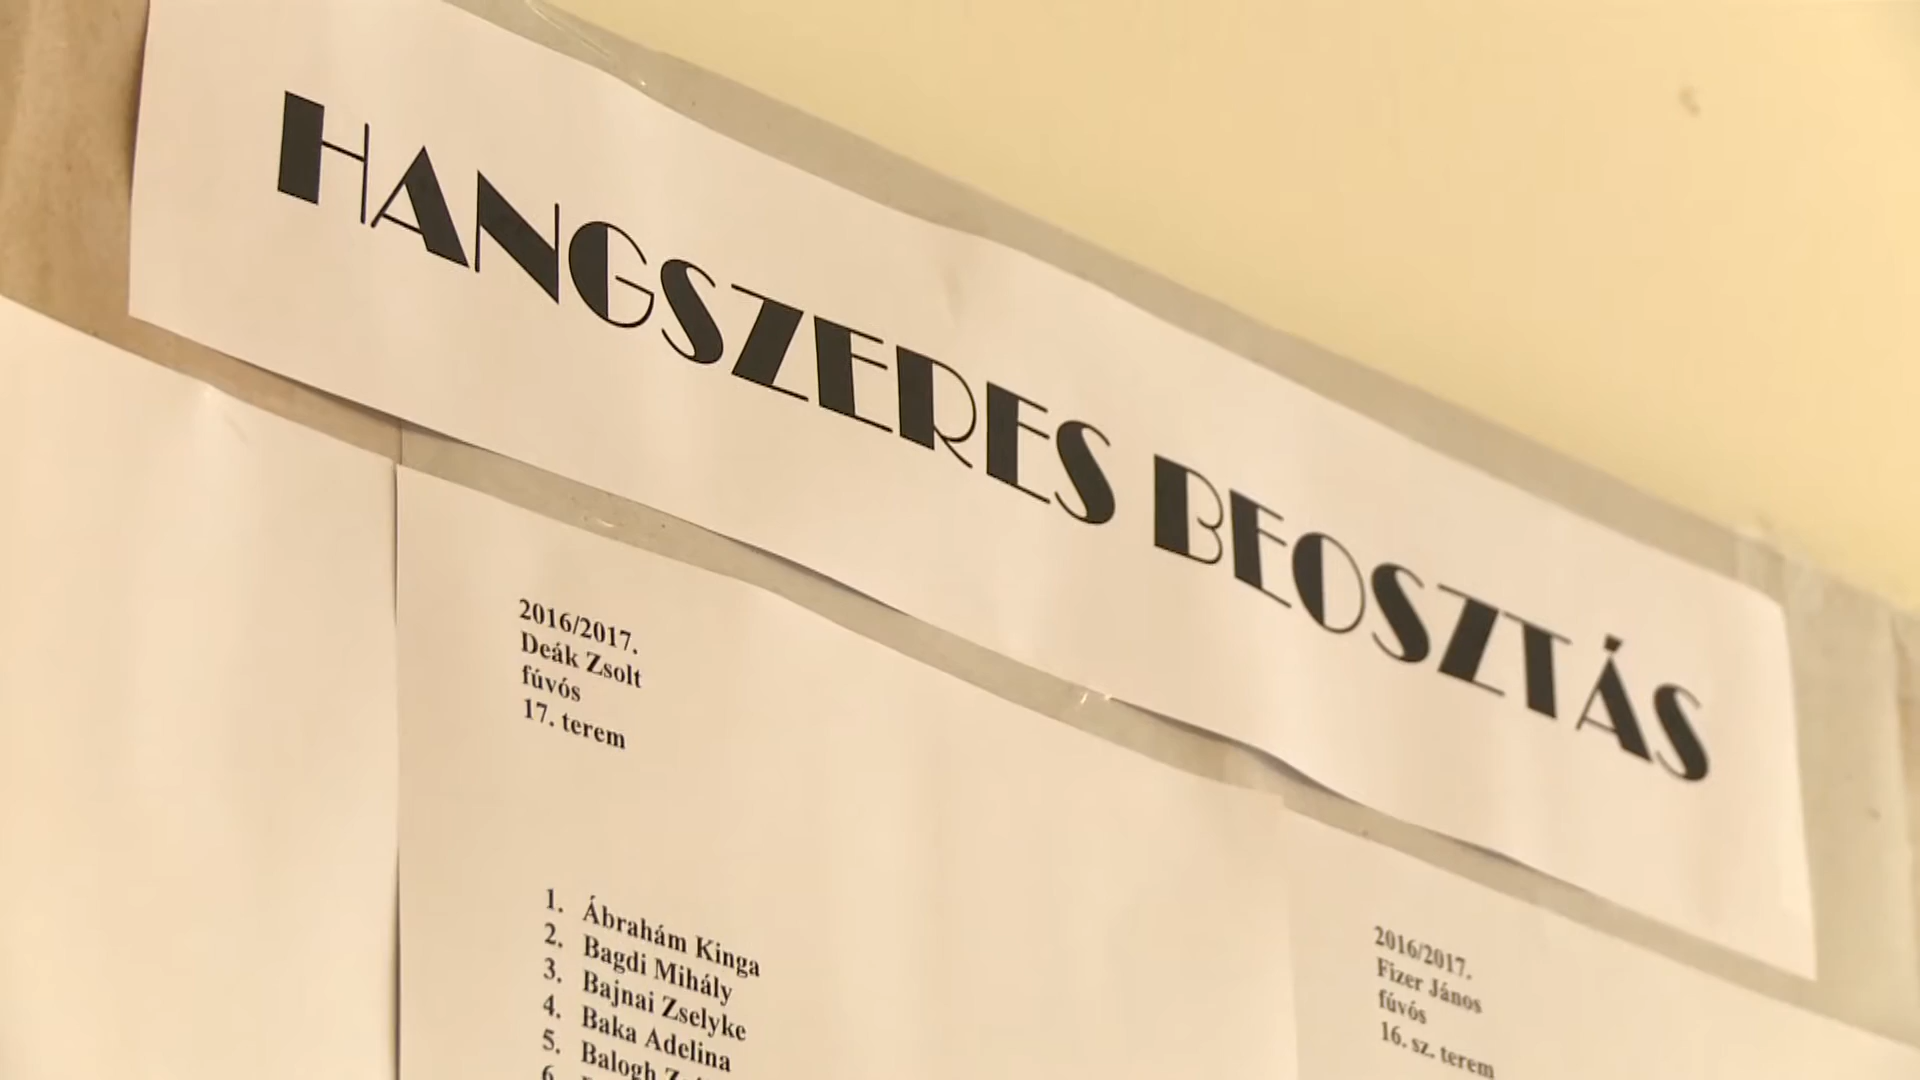 HANGSZERES BEOSZTÁS
2016/2017.
Deák Zsolt
fúvós
17. terem
1. Ábrahám Kinga
2. Bagdi Mihály
3. Bajnai Zselyke
4. Baka Adelina
5. Balogh
6.
2016/2017.
Fizer János
fúvós
16. sz. terem